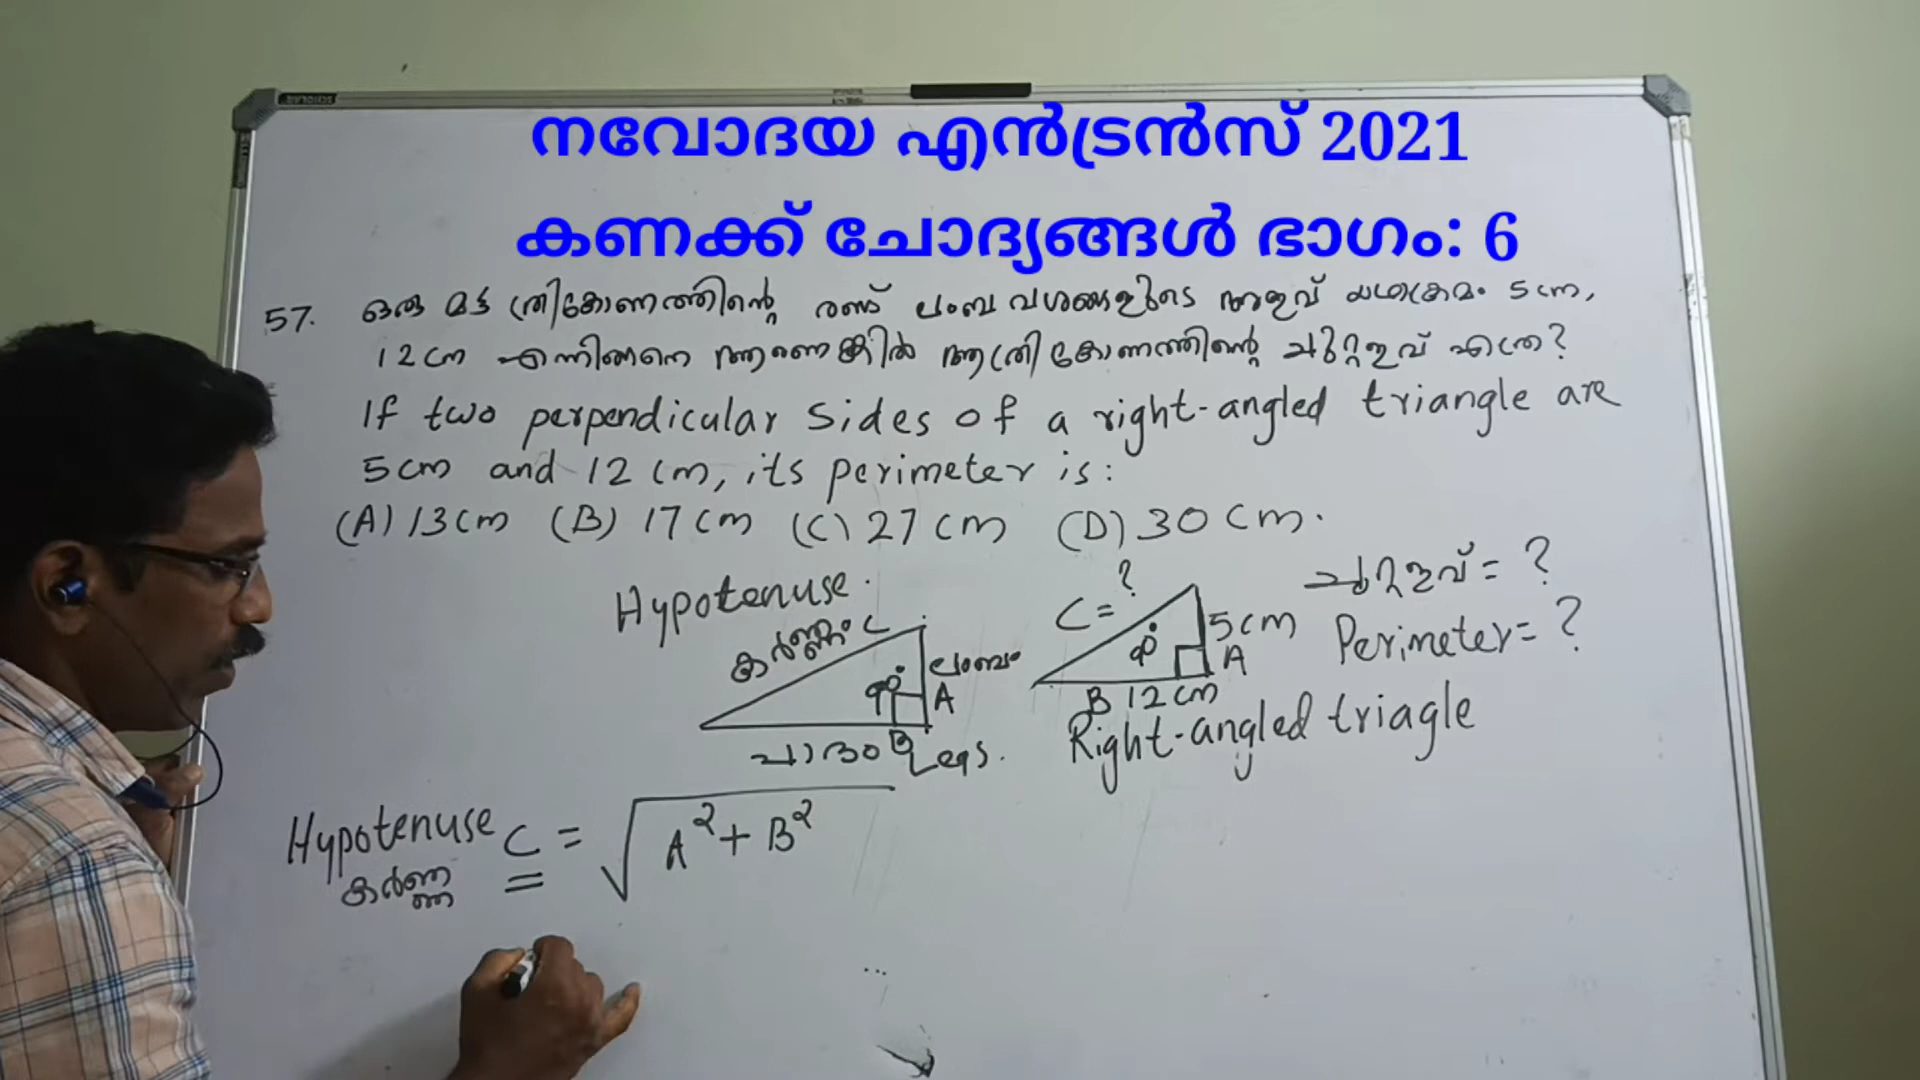 നവോദയ എൻട്രൻസ് 2021
കണക്ക് ചോദ്യങ്ങൾ ഭാഗം: 6
57. ഒരു മട്ട ത്രികോണത്തിന്റെ രണ്ട് ലംബ വശങ്ങളുടെ അളവ് യഥാക്രമം 5cm,
12cm എന്നിങ്ങനെ ആണെങ്കിൽ ആ ത്രികോണത്തിന്റെ ചുറ്റളവ് എത്ര?
If two perpendicular sides of a right-angled triangle are
5cm and 12cm, its perimeter is:
(A) 13cm (B) 17cm (C) 27cm (D) 30cm.
Hypotenuse.
കർണ്ണം C
90°
ലംബം
A
പാദം B Legs.
C = ?
90°
5cm
A
B 12cm
Right-angled triagle
ചുറ്റളവ് = ?
Perimeter = ?
Hypotenuse C = √A²+B²
കർണ്ണ =